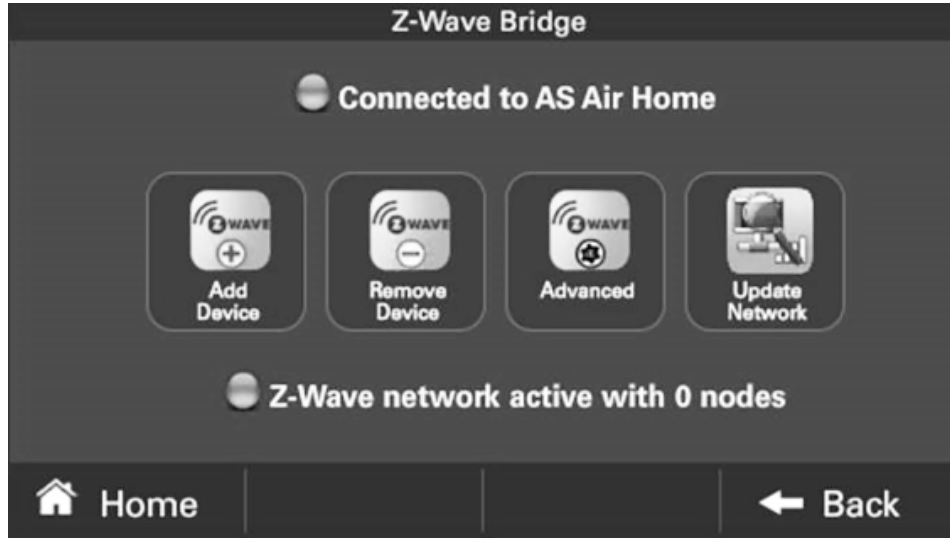 Z-Wave Bridge
Connected to AS Air Home
Z WAVE
Z WAVE
Z WAVE
Add
Device
Remove
Device
Advanced
Update
Network
Z-Wave network active with 0 nodes
Home
Back